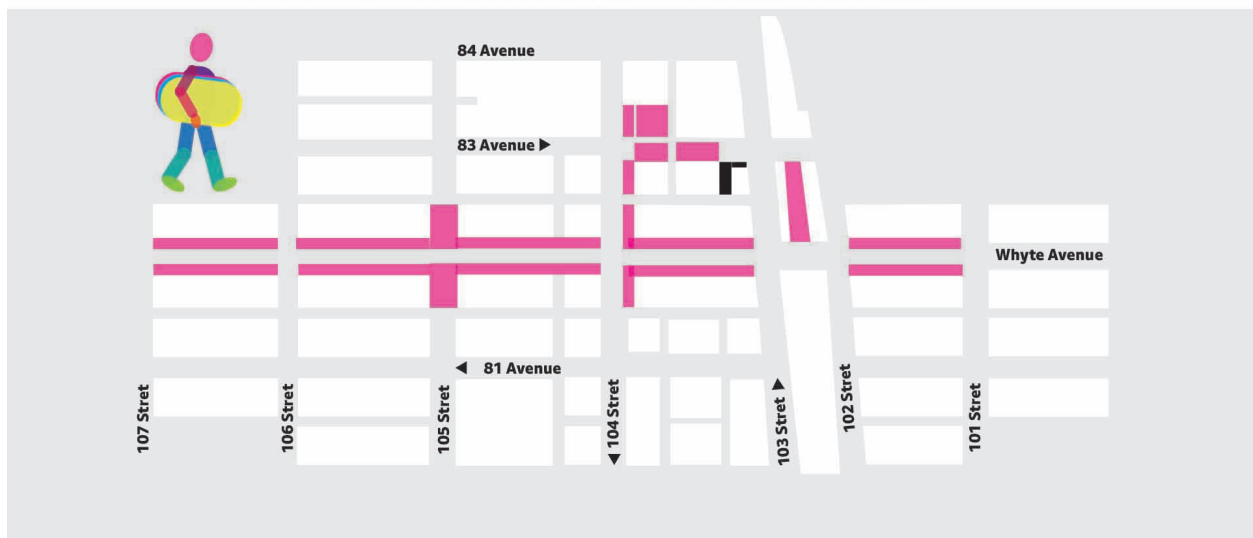 84 Avenue
83 Avenue
Whyte Avenue
81 Avenue
107 Stret
106 Stret
105 Stret
104 Stret
103 Stret
102 Stret
101 Stret